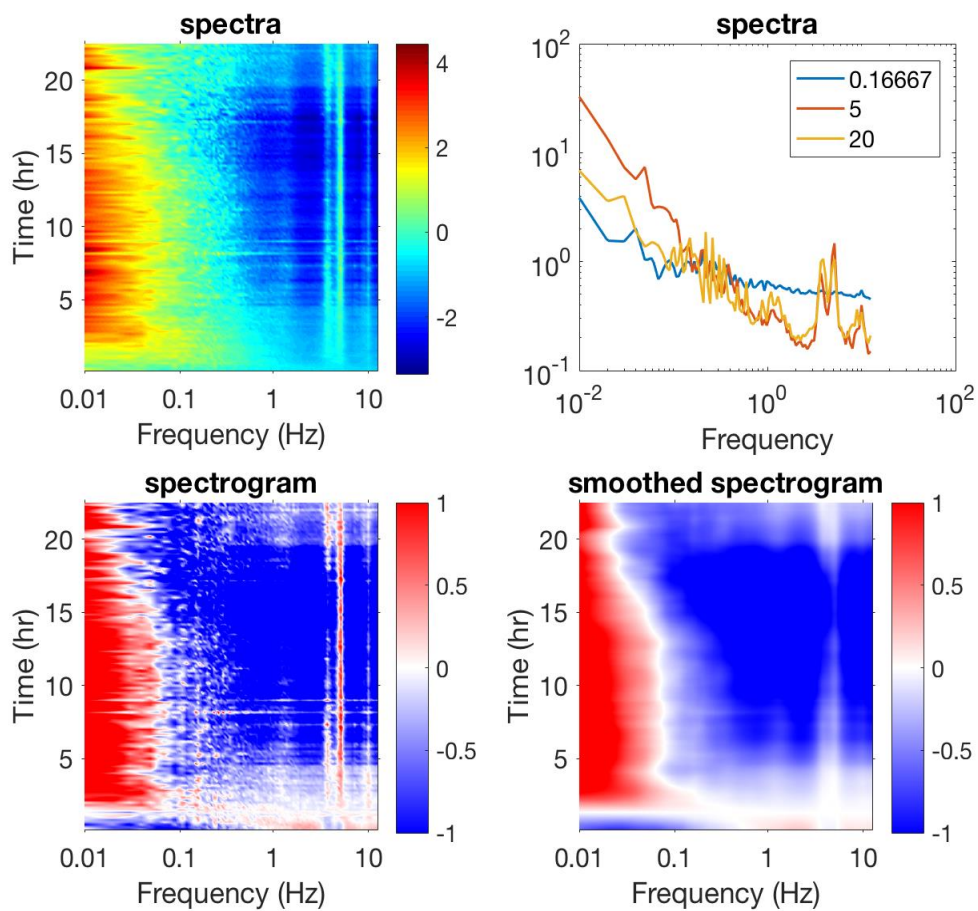 spectra
Time (hr)
20
15
10
5
0.01 0.1 1 10
Frequency (Hz)
4
2
0
-2
spectra
10^2
10^1
10^0
10^-1
10^-2 10^0 10^2
Frequency
0.16667
5
20
spectrogram
Time (hr)
20
15
10
5
0.01 0.1 1 10
Frequency (Hz)
1
0.5
0
-0.5
-1
smoothed spectrogram
Time (hr)
20
15
10
5
0.01 0.1 1 10
Frequency (Hz)
1
0.5
0
-0.5
-1